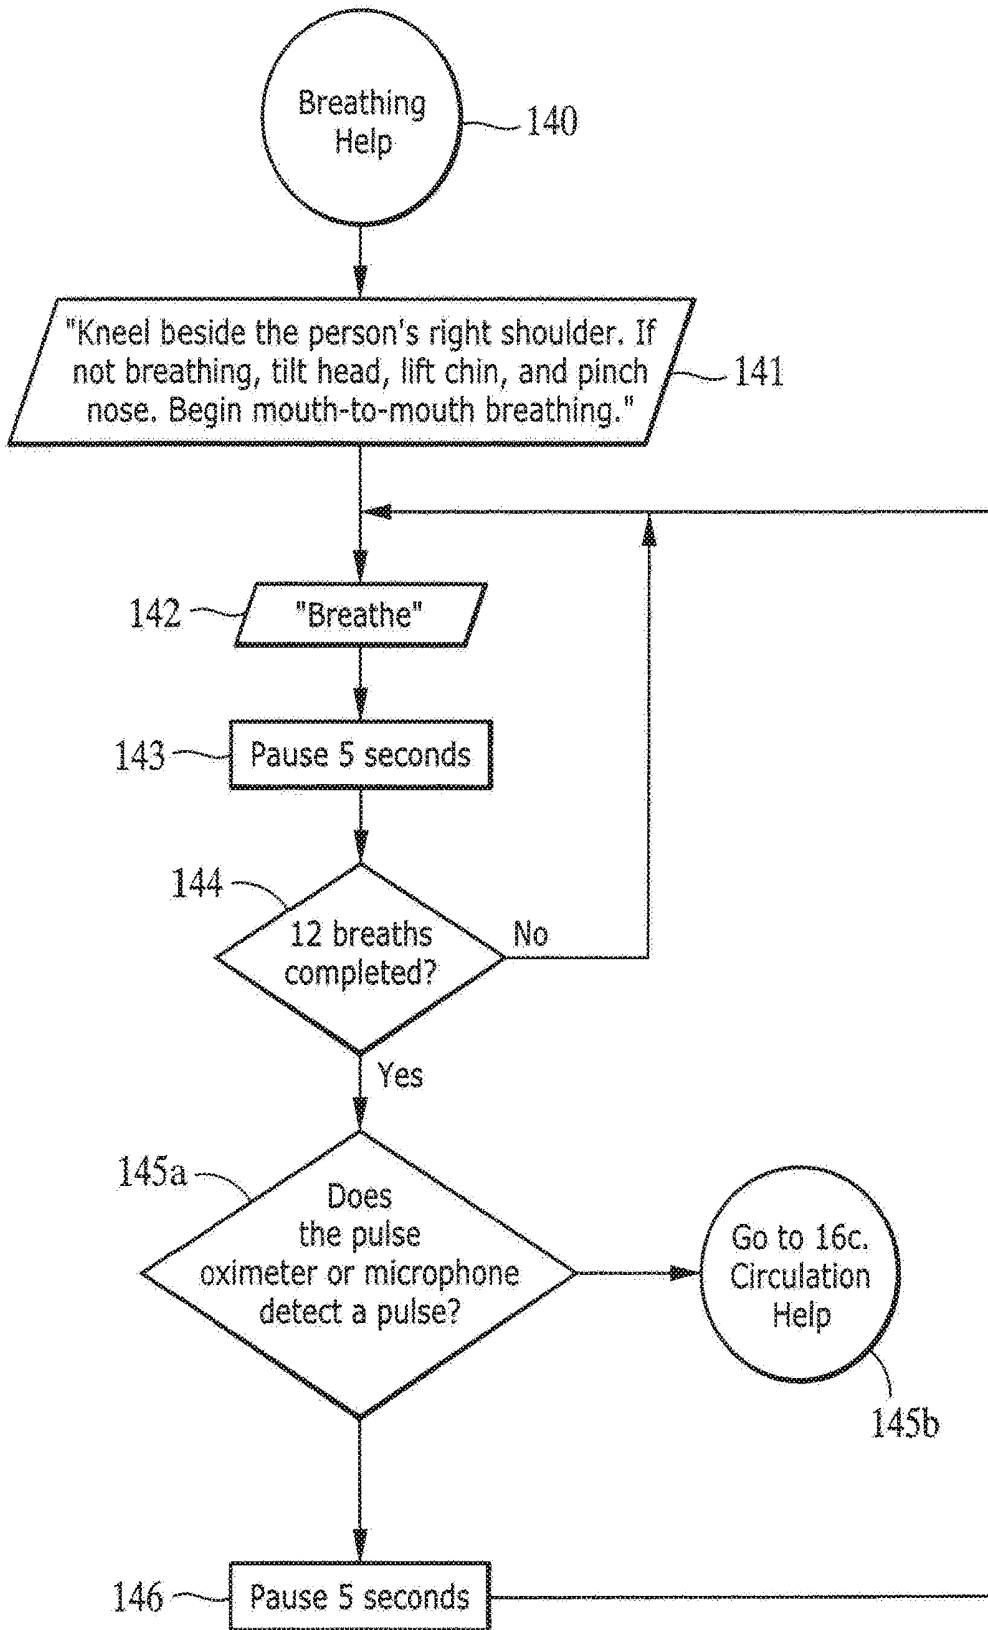 Breathing
Help
140
"Kneel beside the person's right shoulder. If
not breathing, tilt head, lift chin, and pinch
nose. Begin mouth-to-mouth breathing."
141
142
"Breathe"
143
Pause 5 seconds
144
12 breaths
completed?
No
Yes
145a
Does
the pulse
oximeter or microphone
detect a pulse?
Go to 16c.
Circulation
Help
145b
146
Pause 5 seconds